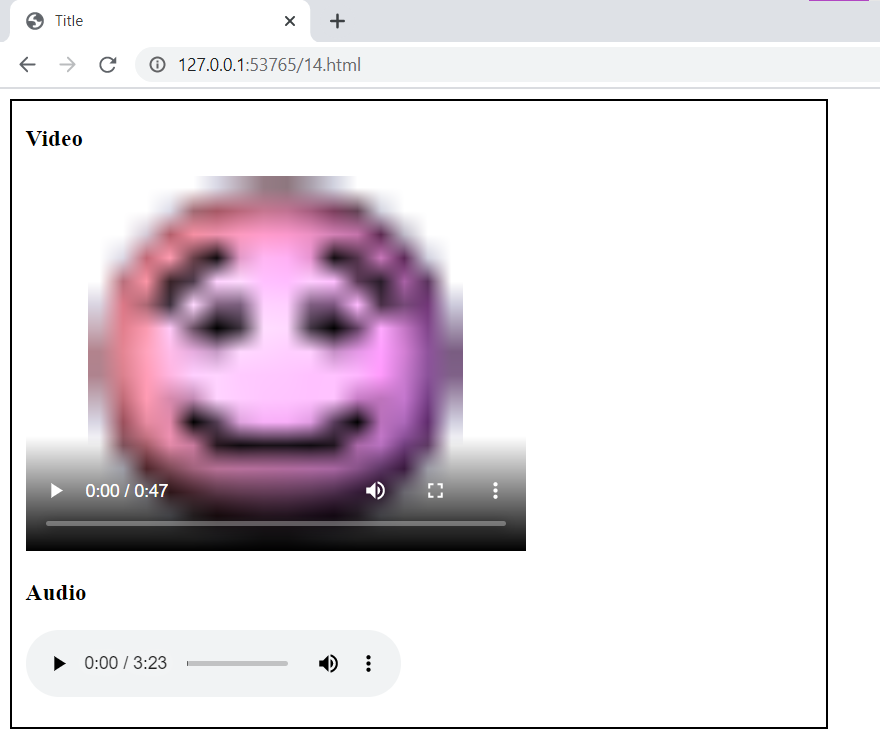 Title
127.0.0.1:53765/14.html
Video
0:00 / 0:47
Audio
0:00 / 3:23